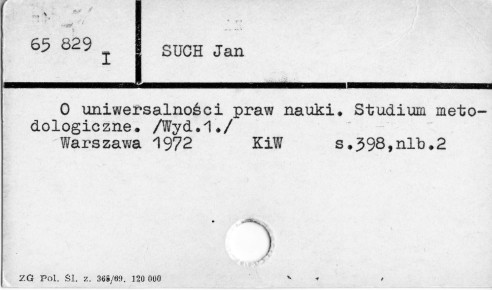 65 829 I
SUCH Jan
O uniwersalności praw nauki. Studium meto-
dologiczne. /Wyd.1./
Warszawa 1972 KiW s.398,nlb.2
ZG Pol. Śl. z. 365/69. 120 000